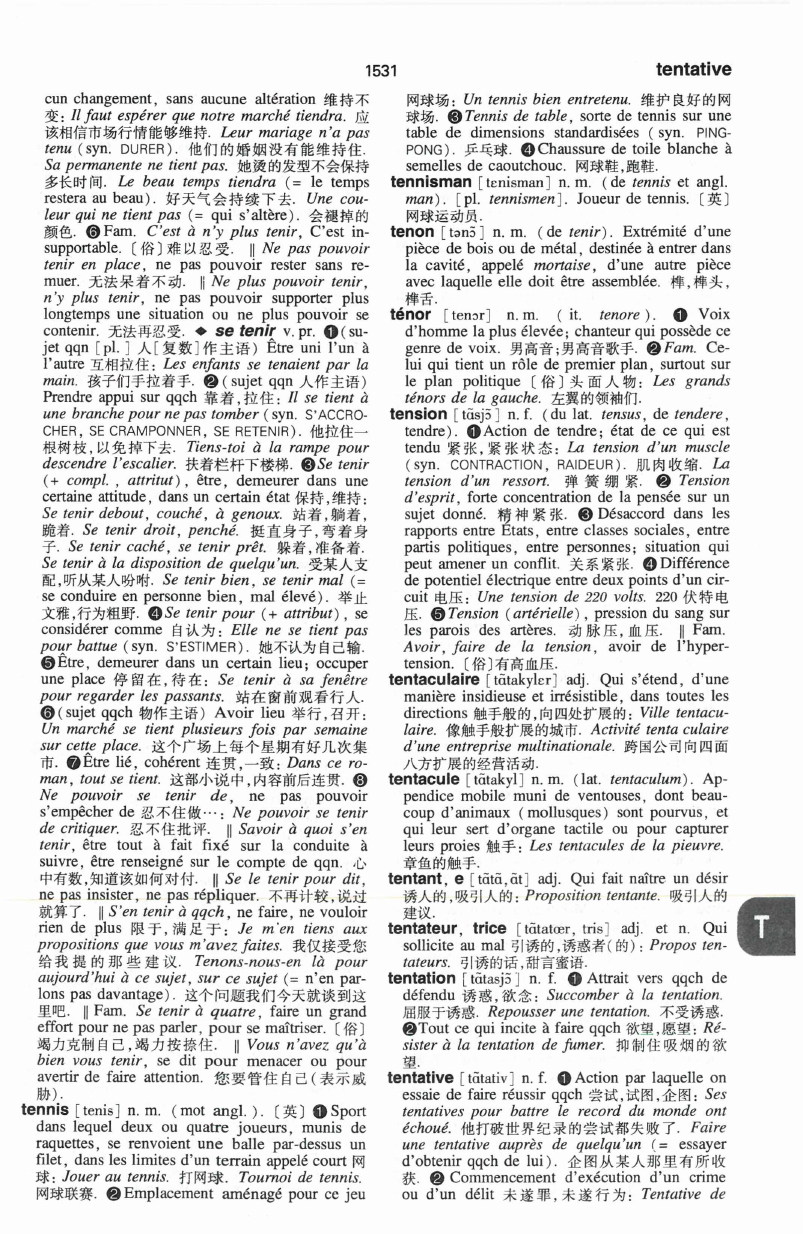 1531
tentative
cun changement, sans aucune altération 维持不
变: Il faut espérer que notre marché tiendra. 应
该相信市场行情能够维持. Leur mariage n'a pas
tenu (syn. DURER). 他们的婚姻没有能维持住.
Sa permanente ne tient pas. 她烫的发型不会保持
多长时间. Le beau temps tiendra (= le temps
restera au beau). 好天气会持续下去. Une cou-
leur qui ne tient pas (= qui s'altère). 会褪掉的
颜色. ❻ Fam. C'est à n'y plus tenir, C'est in-
supportable. 〔俗〕难以忍受. ‖ Ne pas pouvoir
tenir en place, ne pas pouvoir rester sans re-
muer. 无法呆着不动. ‖ Ne plus pouvoir tenir,
n'y plus tenir, ne pas pouvoir supporter plus
longtemps une situation ou ne plus pouvoir se
contenir. 无法再忍受. ◆ se tenir v. pr. ❶ (su-
jet qqn [pl.] 人[复数]作主语) Être uni l'un à
l'autre 互相拉住: Les enfants se tenaient par la
main. 孩子们手拉着手. ❷ (sujet qqn 人作主语)
Prendre appui sur qqch 靠着,拉住: Il se tient à
une branche pour ne pas tomber (syn. S'ACCRO-
CHER, SE CRAMPONNER, SE RETENIR). 他拉住一
根树枝,以免掉下去. Tiens-toi à la rampe pour
descendre l'escalier. 扶着栏杆下楼梯. ❸ Se tenir
(+ compl. , attritut), être, demeurer dans une
certaine attitude, dans un certain état 保持,维持:
Se tenir debout, couché, à genoux. 站着,躺着,
跪着. Se tenir droit, penché. 挺直身子,弯着身
子. Se tenir caché, se tenir prêt. 躲着,准备着.
Se tenir à la disposition de quelqu'un. 受某人支
配,听从某人吩咐. Se tenir bien, se tenir mal (=
se conduire en personne bien, mal élevé). 举止
文雅,行为粗野. ❹ Se tenir pour (+ attribut), se
considérer comme 自认为: Elle ne se tient pas
pour battue (syn. S'ESTIMER). 她不认为自己输.
❺ Être, demeurer dans un certain lieu; occuper
une place 停留在,待在: Se tenir à sa fenêtre
pour regarder les passants. 站在窗前观看行人.
❻ (sujet qqch 物作主语) Avoir lieu 举行,召开:
Un marché se tient plusieurs fois par semaine
sur cette place. 这个广场上每个星期有好几次集
市. ❼ Être lié, cohérent 连贯,一致: Dans ce ro-
man, tout se tient. 这部小说中,内容前后连贯. ❽
Ne pouvoir se tenir de, ne pas pouvoir
s'empêcher de 忍不住做…: Ne pouvoir se tenir
de critiquer. 忍不住批评. ‖ Savoir à quoi s'en
tenir, être tout à fait fixé sur la conduite à
suivre, être renseigné sur le compte de qqn. 心
中有数,知道该如何对付. ‖ Se le tenir pour dit,
ne pas insister, ne pas répliquer. 不再计较,说过
就算了. ‖ S'en tenir à qqch, ne faire, ne vouloir
rien de plus 限于,满足于: Je m'en tiens aux
propositions que vous m'avez faites. 我仅接受您
给我提的那些建议. Tenons-nous-en là pour
aujourd'hui à ce sujet, sur ce sujet (= n'en par-
lons pas davantage). 这个问题我们今天就谈到这
里吧. ‖ Fam. Se tenir à quatre, faire un grand
effort pour ne pas parler, pour se maîtriser. 〔俗〕
竭力克制自己,竭力按捺住. ‖ Vous n'avez qu'à
bien vous tenir, se dit pour menacer ou pour
avertir de faire attention. 您要管住自己(表示威
胁).
tennis [tenis] n. m. (mot angl.). 〔英〕 ❶ Sport
dans lequel deux ou quatre joueurs, munis de
raquettes, se renvoient une balle par-dessus un
filet, dans les limites d'un terrain appelé court 网
球: Jouer au tennis. 打网球. Tournoi de tennis.
网球联赛. ❷ Emplacement aménagé pour ce jeu
网球场: Un tennis bien entretenu. 维护良好的网
球场. ❸ Tennis de table, sorte de tennis sur une
table de dimensions standardisées (syn. PING-
PONG). 乒乓球. ❹ Chaussure de toile blanche à
semelles de caoutchouc. 网球鞋,跑鞋.
tennisman [tɛnisman] n. m. (de tennis et angl.
man). [pl. tennismen]. Joueur de tennis. 〔英〕
网球运动员.
tenon [tənɔ̃] n. m. (de tenir). Extrémité d'une
pièce de bois ou de métal, destinée à entrer dans
la cavité, appelé mortaise, d'une autre pièce
avec laquelle elle doit être assemblée. 榫,榫头,
榫舌.
ténor [tenɔr] n. m. (it. tenore). ❶ Voix
d'homme la plus élevée; chanteur qui possède ce
genre de voix. 男高音;男高音歌手. ❷ Fam. Ce-
lui qui tient un rôle de premier plan, surtout sur
le plan politique 〔俗〕头面人物: Les grands
ténors de la gauche. 左翼的领袖们.
tension [tɑ̃sjɔ̃] n. f. (du lat. tensus, de tendere,
tendre). ❶ Action de tendre; état de ce qui est
tendu 紧张,紧张状态: La tension d'un muscle
(syn. CONTRACTION, RAIDEUR). 肌肉收缩. La
tension d'un ressort. 弹簧绷紧. ❷ Tension
d'esprit, forte concentration de la pensée sur un
sujet donné. 精神紧张. ❸ Désaccord dans les
rapports entre États, entre classes sociales, entre
partis politiques, entre personnes; situation qui
peut amener un conflit. 关系紧张. ❹ Différence
de potentiel électrique entre deux points d'un cir-
cuit 电压: Une tension de 220 volts. 220 伏特电
压. ❺ Tension (artérielle), pression du sang sur
les parois des artères. 动脉压,血压. ‖ Fam.
Avoir, faire de la tension, avoir de l'hyper-
tension. 〔俗〕有高血压.
tentaculaire [tɑ̃takylɛr] adj. Qui s'étend, d'une
manière insidieuse et irrésistible, dans toutes les
directions 触手般的,向四处扩展的: Ville tentacu-
laire. 像触手般扩展的城市. Activité tenta culaire
d'une entreprise multinationale. 跨国公司向四面
八方扩展的经营活动.
tentacule [tɑ̃takyl] n. m. (lat. tentaculum). Ap-
pendice mobile muni de ventouses, dont beau-
coup d'animaux (mollusques) sont pourvus, et
qui leur sert d'organe tactile ou pour capturer
leurs proies 触手: Les tentacules de la pieuvre.
章鱼的触手.
tentant, e [tɑ̃tɑ̃,ɑ̃t] adj. Qui fait naître un désir
诱人的,吸引人的: Proposition tentante. 吸引人的
建议.
tentateur, trice [tɑ̃tatœr, tris] adj. et n. Qui
sollicite au mal 引诱的,诱惑者(的): Propos ten-
tateurs. 引诱的话,甜言蜜语.
tentation [tɑ̃tasjɔ̃] n. f. ❶ Attrait vers qqch de
défendu 诱惑,欲念: Succomber à la tentation.
屈服于诱惑. Repousser une tentation. 不受诱惑.
❷ Tout ce qui incite à faire qqch 欲望,愿望: Ré-
sister à la tentation de fumer. 抑制住吸烟的欲
望.
tentative [tɑ̃tativ] n. f. ❶ Action par laquelle on
essaie de faire réussir qqch 尝试,试图,企图: Ses
tentatives pour battre le record du monde ont
échoué. 他打破世界纪录的尝试都失败了. Faire
une tentative auprès de quelqu'un (= essayer
d'obtenir qqch de lui). 企图从某人那里有所收
获. ❷ Commencement d'exécution d'un crime
ou d'un délit 未遂罪,未遂行为: Tentative de
T